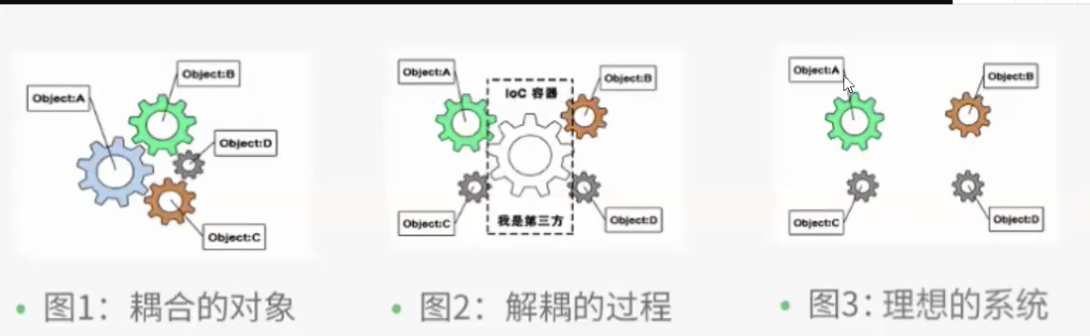 Object:B
Object:A
Object:D
Object:C
图1：耦合的对象
Object:A
IoC 容器
Object:B
Object:C
我是第三方
Object:D
图2：解耦的过程
Object:A
Object:B
Object:C
Object:D
图3：理想的系统